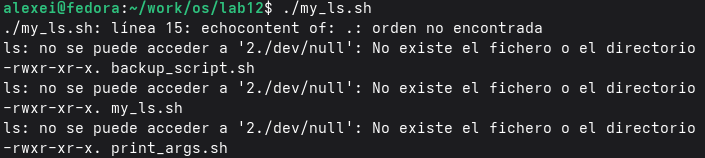 alexei@fedora:~/work/os/lab12$ ./my_ls.sh
./my_ls.sh: línea 15: echocontent of: .: orden no encontrada
ls: no se puede acceder a '2./dev/null': No existe el fichero o el directorio
-rwxr-xr-x. backup_script.sh
ls: no se puede acceder a '2./dev/null': No existe el fichero o el directorio
-rwxr-xr-x. my_ls.sh
ls: no se puede acceder a '2./dev/null': No existe el fichero o el directorio
-rwxr-xr-x. print_args.sh